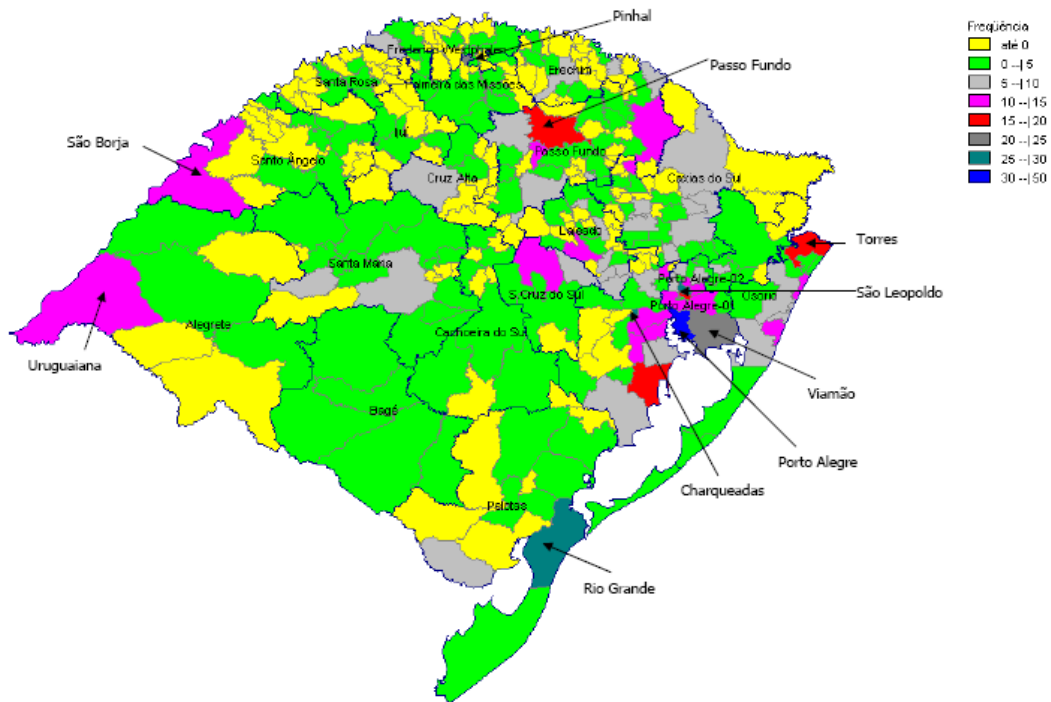 Pinhal
Passo Fundo
Freqüência
até 0
0 --| 5
5 --| 10
10 --| 15
15 --| 20
20 --| 25
25 --| 30
30 --| 50
Frederico Westphalen
Erechim
Santa Rosa
Palmeira das Missões
São Borja
Ijuí
Passo Fundo
Santo Ângelo
Cruz Alta
Caxias do Sul
Lajeado
Torres
Santa Maria
Porto Alegre-02
São Leopoldo
S.Cruz do Sul
Osório
Porto Alegre-01
Alegrete
Cachoeira do Sul
Uruguaiana
Viamão
Bagé
Porto Alegre
Charqueadas
Pelotas
Rio Grande